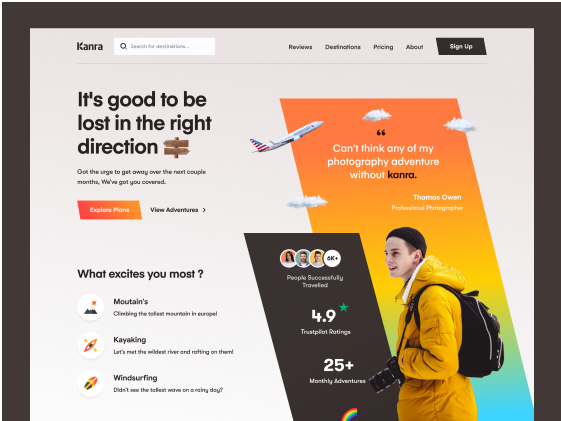 Kanra
Search for destinations...
Reviews
Destinations
Pricing
About
Sign Up
It's good to be
lost in the right
direction
Got the urge to get away over the next couple
months, We've got you covered.
Explore Plans
View Adventures
“
Can't think any of my
photography adventure
without kanra.
Thomas Owen
Professional Photographer
6K+
People Successfully
Travelled
4.9
Trustpilot Ratings
25+
Monthly Adventures
What excites you most ?
Moutain's
Climbing the tallest mountain in europe!
Kayaking
Let's met the wildest river and rafting on them!
Windsurfing
Didn't see the tallest wave on a rainy day?